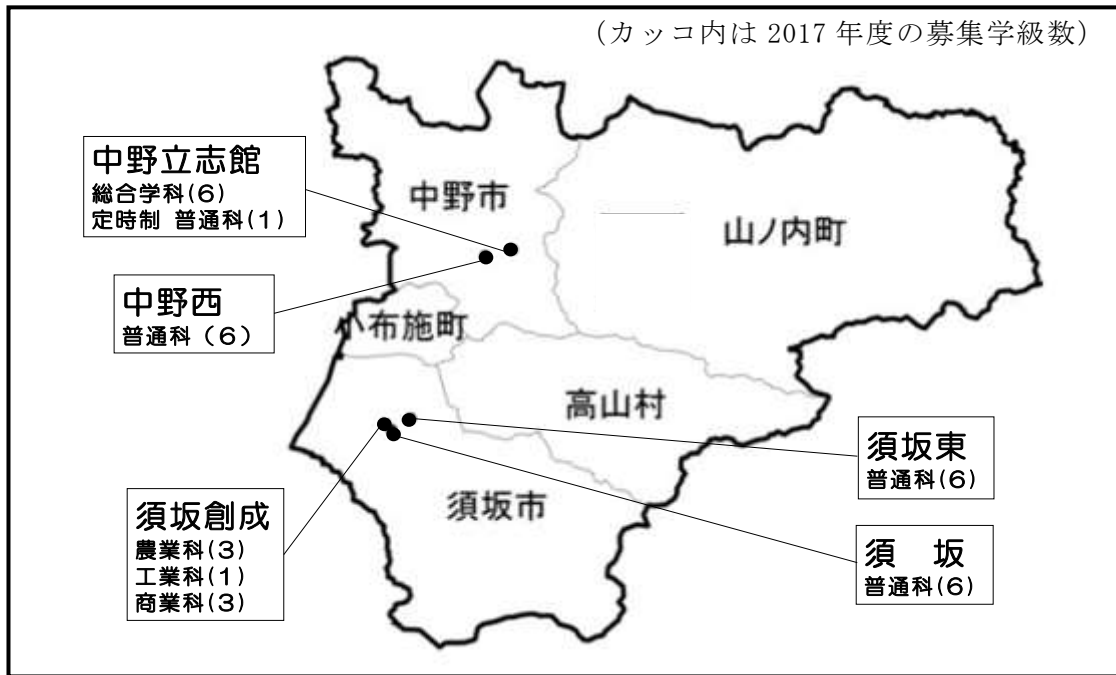 （カッコ内は 2017 年度の募集学級数）
中野立志館
総合学科(６)
定時制 普通科(１)
中野市
山ノ内町
中野西
普通科（６）
小布施町
高山村
須坂東
普通科(６)
須坂創成
農業科(３)
工業科(１)
商業科(３)
須坂市
須　坂
普通科(６)